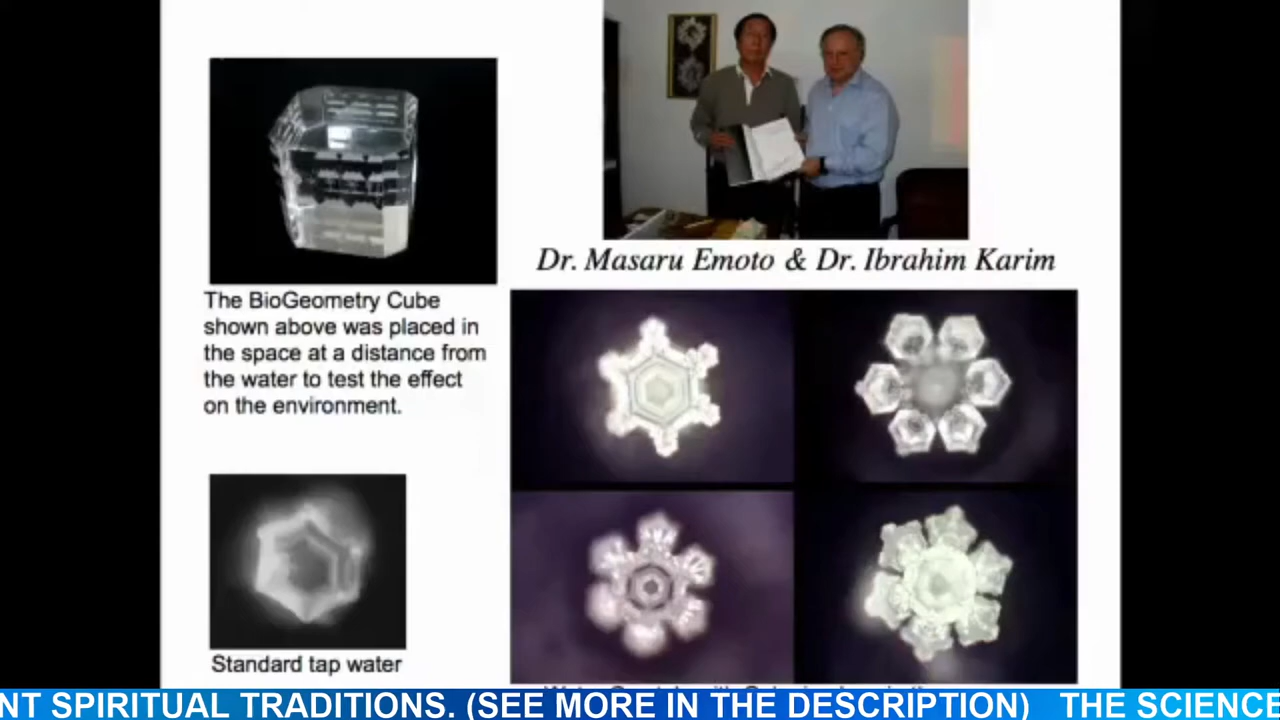 Dr. Masaru Emoto & Dr. Ibrahim Karim
The BioGeometry Cube
shown above was placed in
the space at a distance from
the water to test the effect
on the environment.
Standard tap water
NT SPIRITUAL TRADITIONS. (SEE MORE IN THE DESCRIPTION) THE SCIENCE